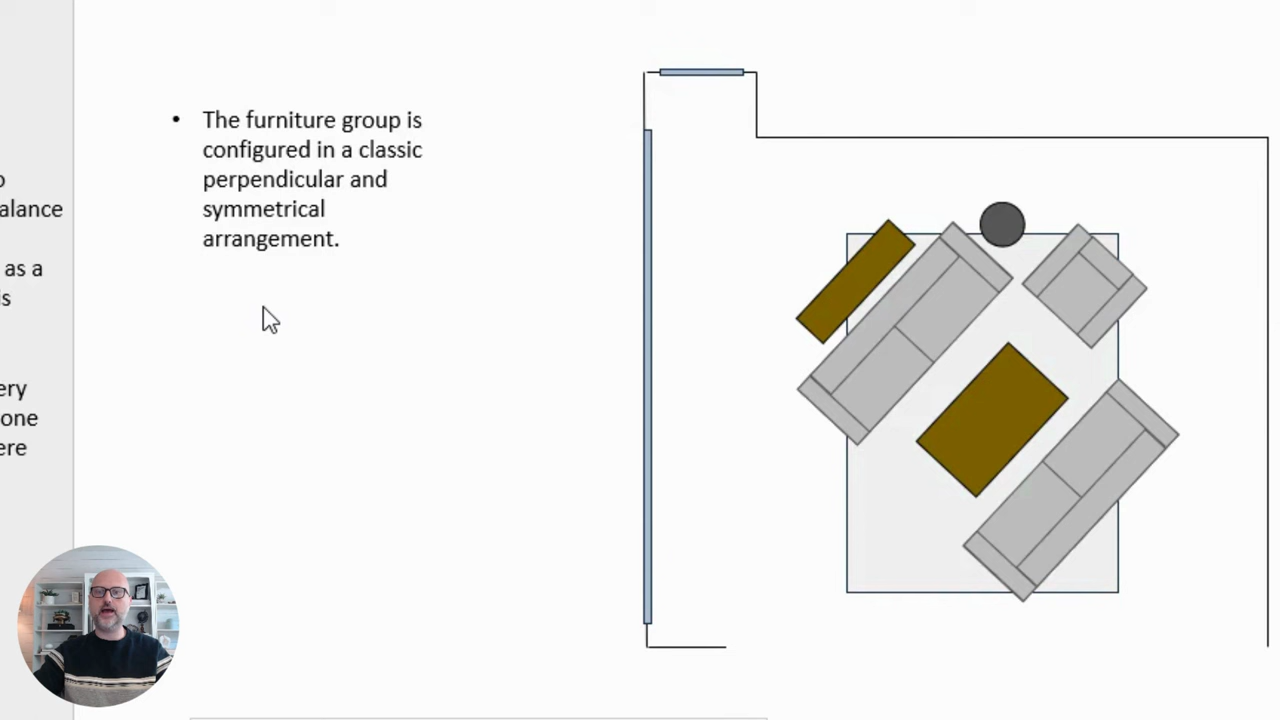 • The furniture group is
configured in a classic
perpendicular and
symmetrical
arrangement.
alance
as a
ery
one
ere